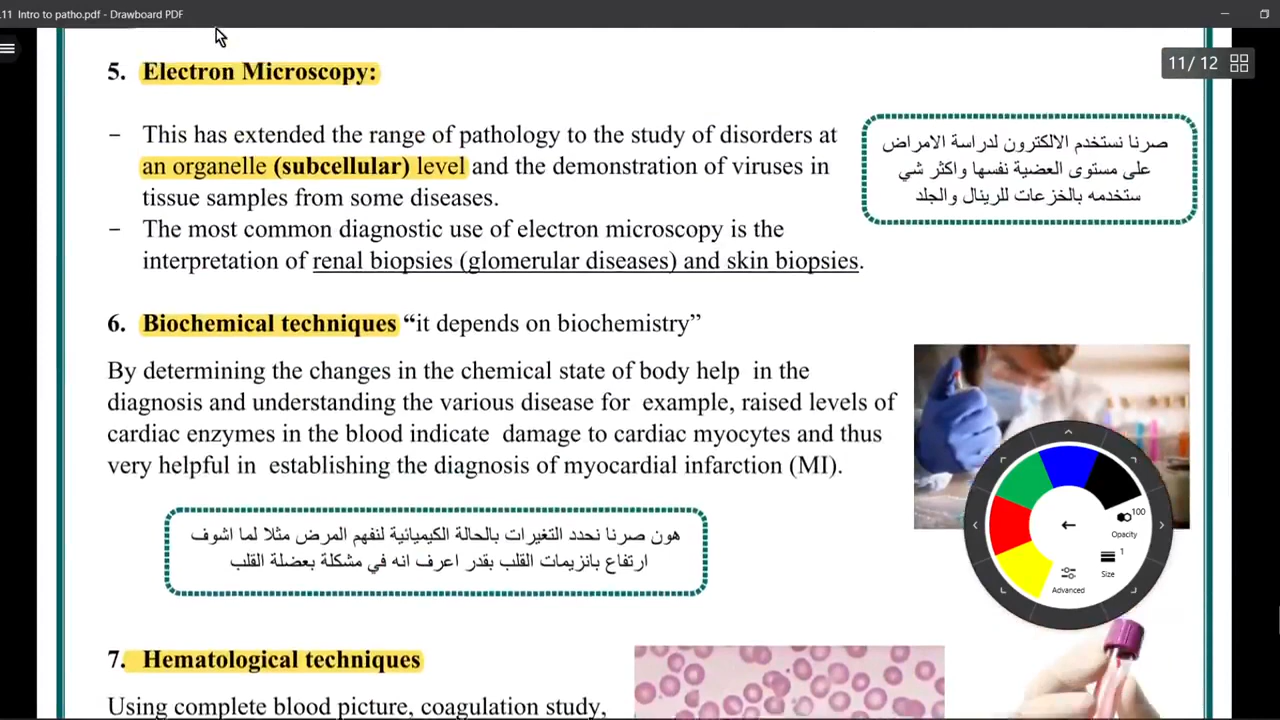 .11 Intro to patho.pdf - Drawboard PDF
11/ 12
5. Electron Microscopy:
– This has extended the range of pathology to the study of disorders at
an organelle (subcellular) level and the demonstration of viruses in
tissue samples from some diseases.
– The most common diagnostic use of electron microscopy is the
interpretation of renal biopsies (glomerular diseases) and skin biopsies.
صرنا نستخدم الالكترون لدراسة الامراض
على مستوى العضية نفسها واكثر شي
ستخدمه بالخزعات للرينال والجلد
6. Biochemical techniques “it depends on biochemistry”
By determining the changes in the chemical state of body help in the
diagnosis and understanding the various disease for example, raised levels of
cardiac enzymes in the blood indicate damage to cardiac myocytes and thus
very helpful in establishing the diagnosis of myocardial infarction (MI).
هون صرنا نحدد التغيرات بالحالة الكيميائية لنفهم المرض مثلا لما اشوف
ارتفاع بانزيمات القلب بقدر اعرف انه في مشكلة بعضلة القلب
100
Opacity
1
Size
Advanced
7. Hematological techniques
Using complete blood picture, coagulation study,